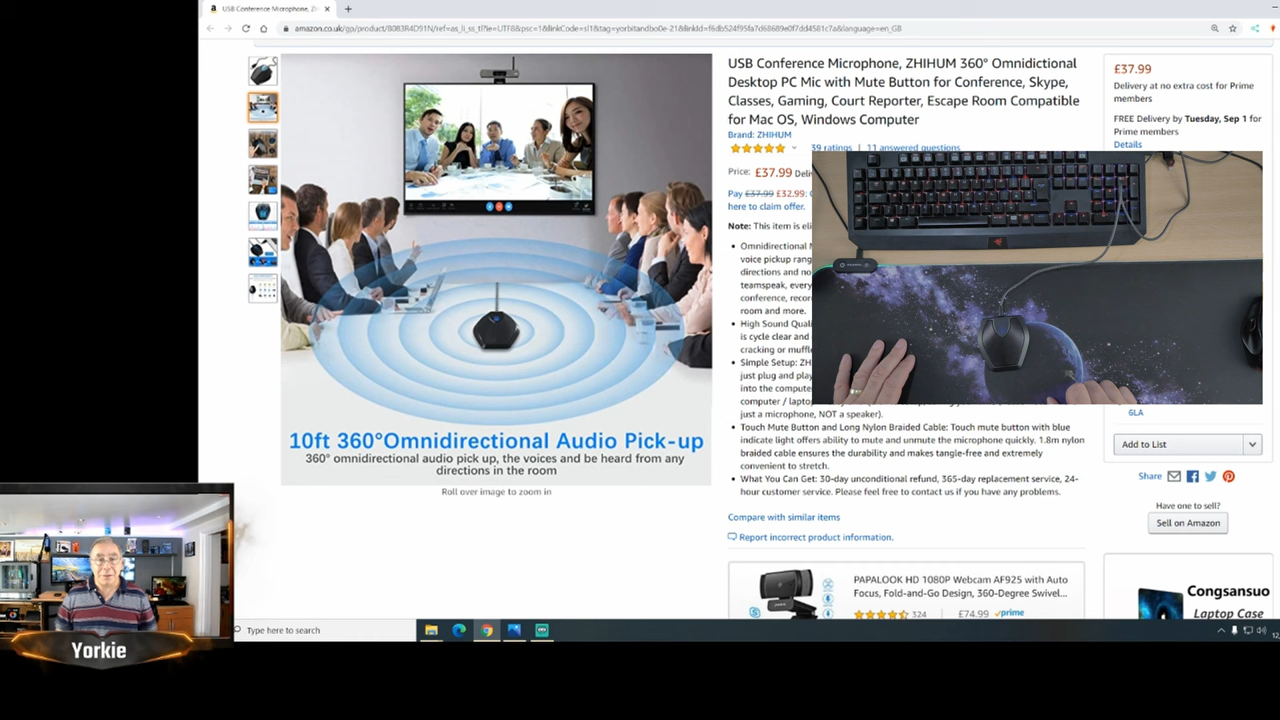 USB Conference Microphone, ZH
amazon.co.uk/gp/product/B083R4D91N/ref=as_li_ss_tl?ie=UTF8&psc=1&linkCode=sl1&tag=yorbitandbo0e-21&linkId=f6db524f95fa7d68689e0f7dd4581c7a&language=en_GB
10ft 360°Omnidirectional Audio Pick-up
360° omnidirectional audio pick up, the voices and be heard from any
directions in the room
Roll over image to zoom in
USB Conference Microphone, ZHIHUM 360° Omnidictional
Desktop PC Mic with Mute Button for Conference, Skype,
Classes, Gaming, Court Reporter, Escape Room Compatible
for Mac OS, Windows Computer
Brand: ZHIHUM
39 ratings | 11 answered questions
Price: £37.99 Deli
Pay £37.99 £32.99:
here to claim offer.
Note: This item is eli
Omnidirectional
voice pickup rang
directions and no
teamspeak, every
conference, recor
room and more.
High Sound Quali
is cycle clear and
cracking or muffle
Simple Setup: ZH
just plug and play
into the compute
computer / laptop
just a microphone, NOT a speaker).
Touch Mute Button and Long Nylon Braided Cable: Touch mute button with blue
indicate light offers ability to mute and unmute the microphone quickly. 1.8m nylon
braided cable ensures the durability and makes tangle-free and extremely
convenient to stretch.
What You Can Get: 30-day unconditional refund, 365-day replacement service, 24-
hour customer service. Please feel free to contact us if you have any problems.
Compare with similar items
Report incorrect product information.
PAPALOOK HD 1080P Webcam AF925 with Auto
Focus, Fold-and-Go Design, 360-Degree Swivel...
324 £74.99 prime
£37.99
Delivery at no extra cost for Prime
members
FREE Delivery by Tuesday, Sep 1 for
Prime members
Details
6LA
Add to List
Share
Have one to sell?
Sell on Amazon
Congsansuo
Laptop Case
Type here to search
12
Yorkie